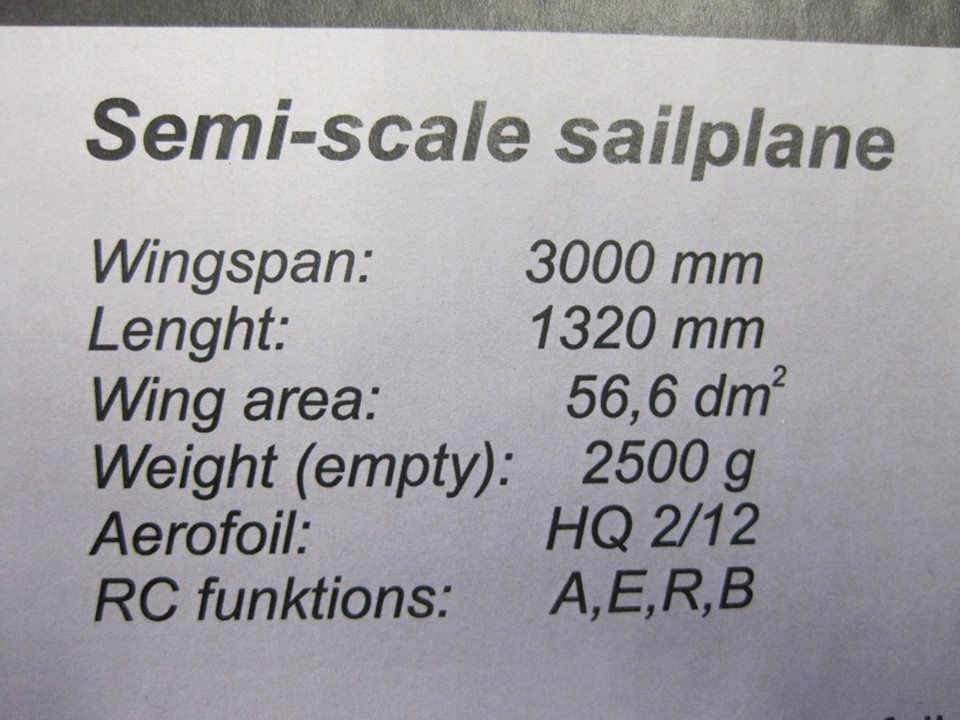 Semi-scale sailplane
Wingspan: 3000 mm
Lenght: 1320 mm
Wing area: 56,6 dm²
Weight (empty): 2500 g
Aerofoil: HQ 2/12
RC funktions: A,E,R,B